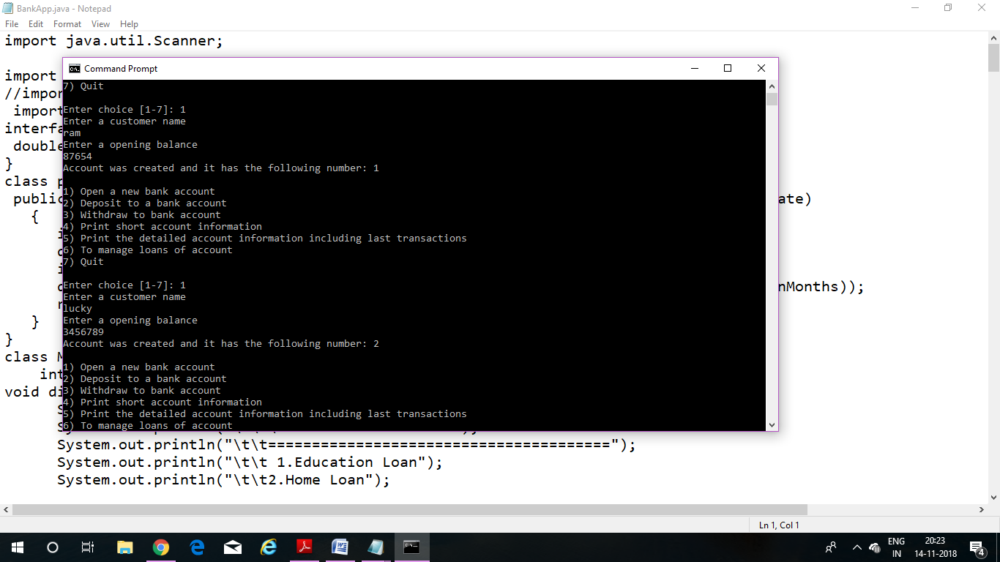 BankApp.java - Notepad
File Edit Format View Help
import java.util.Scanner;
import
//impor
import
interfa
double
}
class p
public ate)
{
i
d
i
d nMonths));
r
}
}
class M
int
void di
S
System.out.println("\t\t=======================================");
System.out.println("\t\t 1.Education Loan");
System.out.println("\t\t2.Home Loan");
Command Prompt
7) Quit
Enter choice [1-7]: 1
Enter a customer name
ram
Enter a opening balance
87654
Account was created and it has the following number: 1
1) Open a new bank account
2) Deposit to a bank account
3) Withdraw to bank account
4) Print short account information
5) Print the detailed account information including last transactions
6) To manage loans of account
7) Quit
Enter choice [1-7]: 1
Enter a customer name
lucky
Enter a opening balance
3456789
Account was created and it has the following number: 2
1) Open a new bank account
2) Deposit to a bank account
3) Withdraw to bank account
4) Print short account information
5) Print the detailed account information including last transactions
6) To manage loans of account
Ln 1, Col 1
ENG
IN
20:23
14-11-2018
4